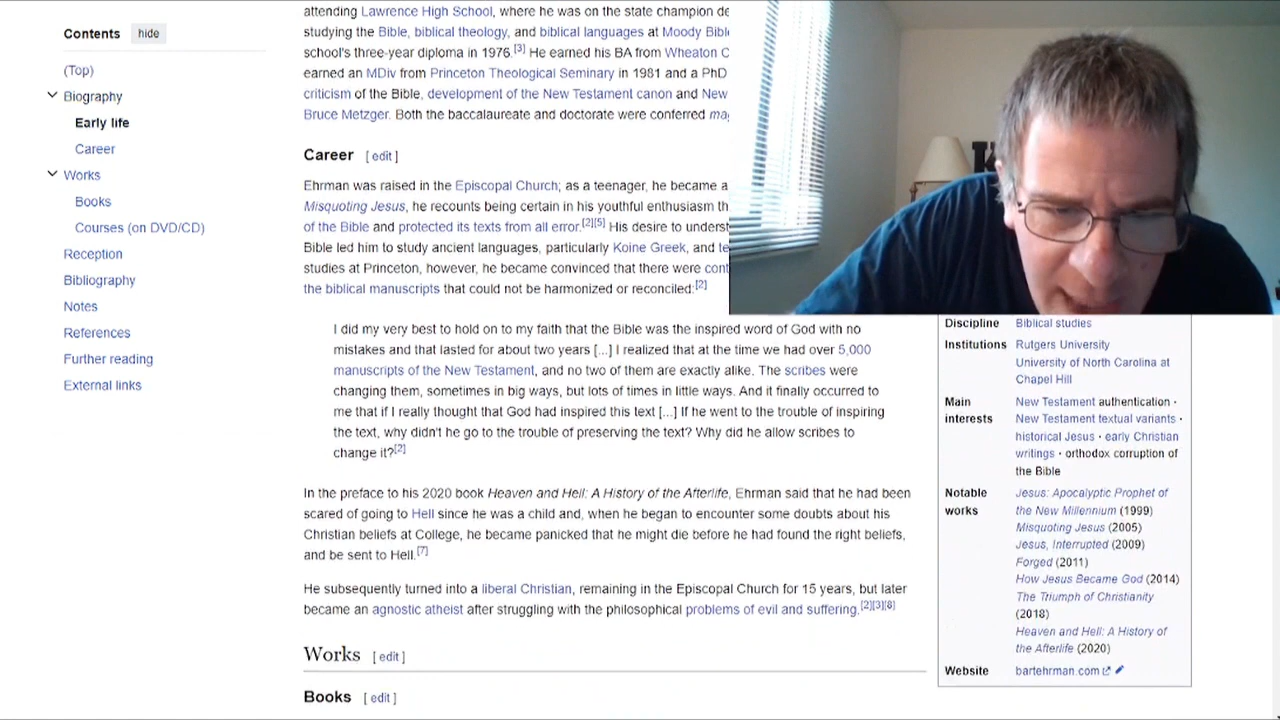 Contents hide
(Top)
Biography
Early life
Career
Works
Books
Courses (on DVD/CD)
Reception
Bibliography
Notes
References
Further reading
External links
attending Lawrence High School, where he was on the state champion
studying the Bible, biblical theology, and biblical languages at Moody
school's three-year diploma in 1976.[3] He earned his BA from Wheaton
earned an MDiv from Princeton Theological Seminary in 1981 and a PhD
criticism of the Bible, development of the New Testament canon and New
Bruce Metzger. Both the baccalaureate and doctorate were conferred
Career [ edit ]
Ehrman was raised in the Episcopal Church; as a teenager, he became a
Misquoting Jesus, he recounts being certain in his youthful enthusiasm
of the Bible and protected its texts from all error.[2][5] His desire to
Bible led him to study ancient languages, particularly Koine Greek, and
studies at Princeton, however, he became convinced that there were
the biblical manuscripts that could not be harmonized or reconciled:[2]
I did my very best to hold on to my faith that the Bible was the inspired word of God with no
mistakes and that lasted for about two years [...] I realized that at the time we had over 5,000
manuscripts of the New Testament, and no two of them are exactly alike. The scribes were
changing them, sometimes in big ways, but lots of times in little ways. And it finally occurred to
me that if I really thought that God had inspired this text [...] If he went to the trouble of inspiring
the text, why didn't he go to the trouble of preserving the text? Why did he allow scribes to
change it?[2]
In the preface to his 2020 book Heaven and Hell: A History of the Afterlife, Ehrman said that he had been
scared of going to Hell since he was a child and, when he began to encounter some doubts about his
Christian beliefs at College, he became panicked that he might die before he had found the right beliefs,
and be sent to Hell.[7]
He subsequently turned into a liberal Christian, remaining in the Episcopal Church for 15 years, but later
became an agnostic atheist after struggling with the philosophical problems of evil and suffering.[2][3][8]
Works [ edit ]
Books [ edit ]
Discipline Biblical studies
Institutions Rutgers University
University of North Carolina at
Chapel Hill
Main New Testament authentication ·
interests New Testament textual variants ·
historical Jesus · early Christian
writings · orthodox corruption of
the Bible
Notable Jesus: Apocalyptic Prophet of
works the New Millennium (1999)
Misquoting Jesus (2005)
Jesus, Interrupted (2009)
Forged (2011)
How Jesus Became God (2014)
The Triumph of Christianity
(2018)
Heaven and Hell: A History of
the Afterlife (2020)
Website bartehrman.com